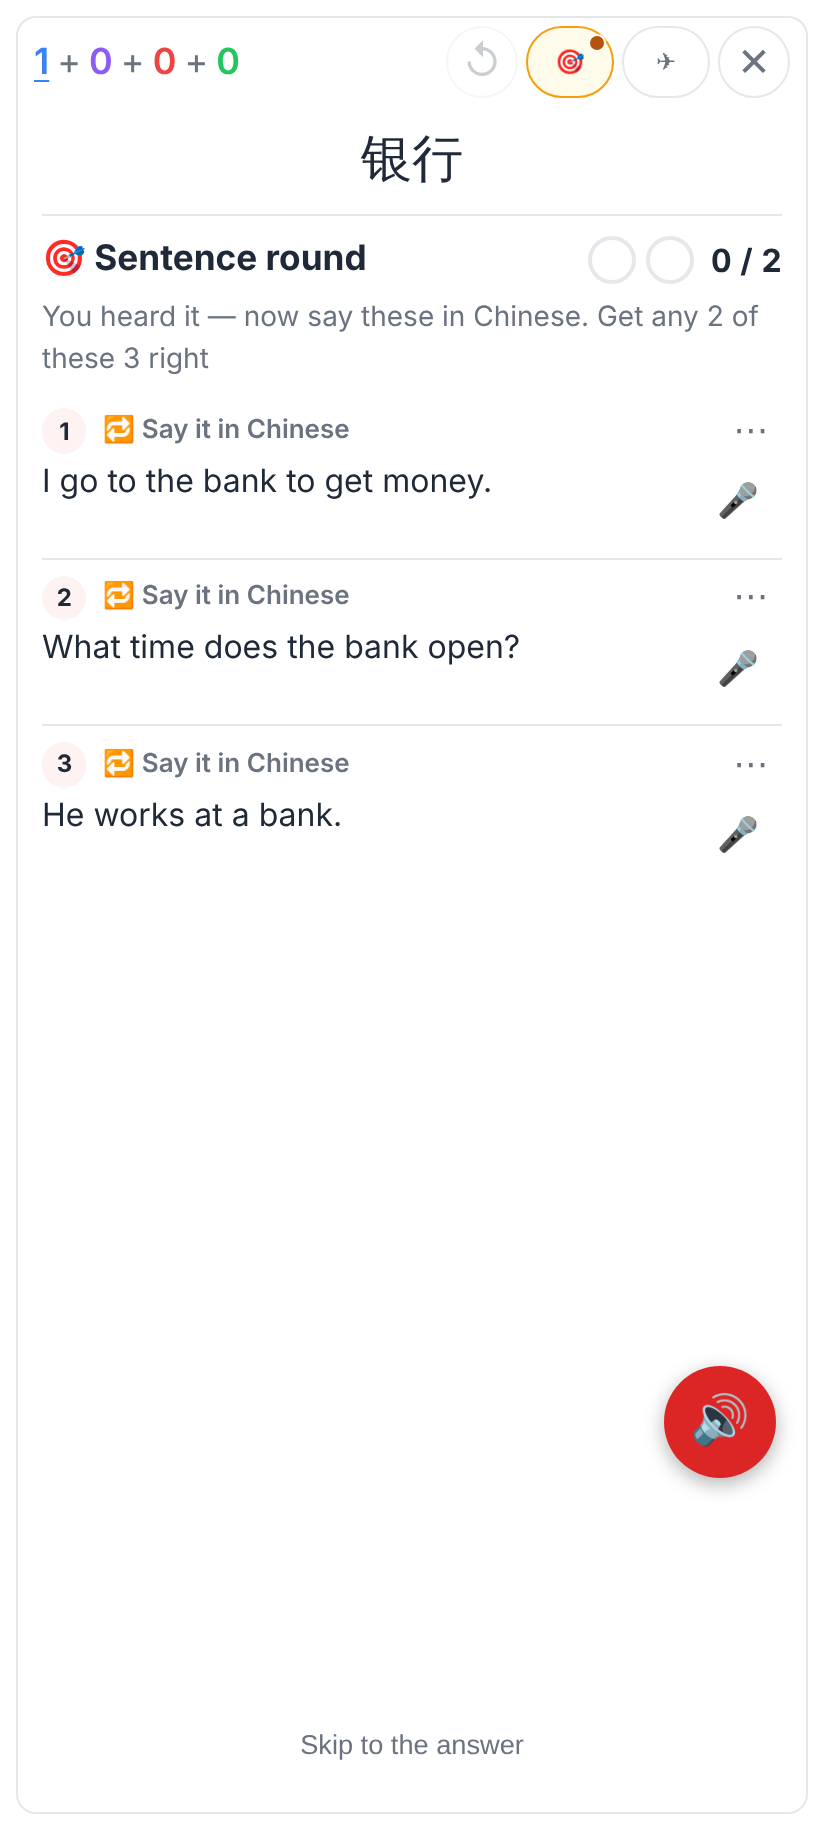 1 + 0 + 0 + 0
银行
Sentence round
0 / 2
You heard it — now say these in Chinese. Get any 2 of
these 3 right
1 Say it in Chinese
I go to the bank to get money.
2 Say it in Chinese
What time does the bank open?
3 Say it in Chinese
He works at a bank.
Skip to the answer